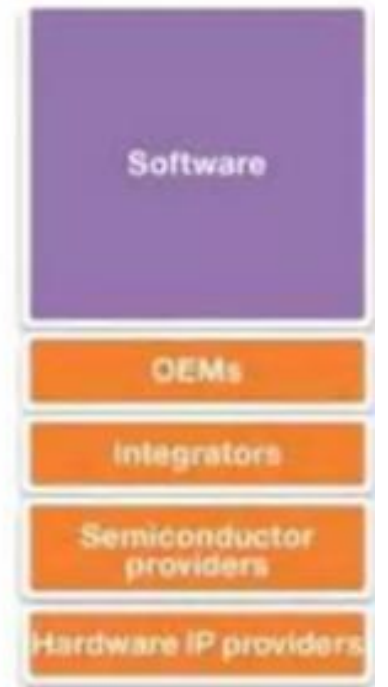 Software
OEMs
Integrators
Semiconductor
providers
Hardware IP providers